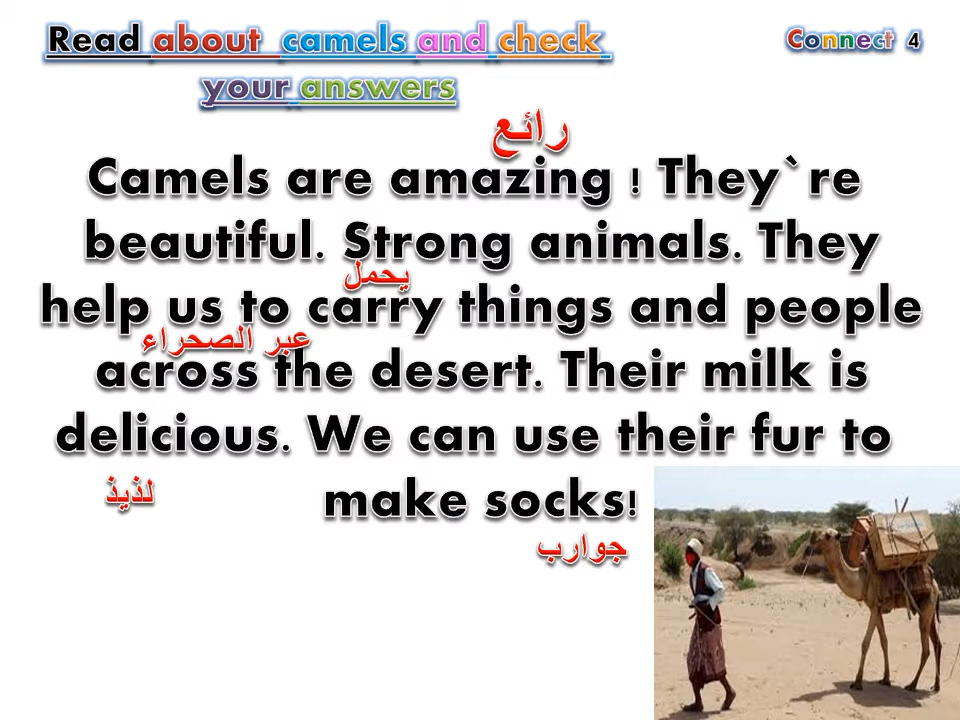 Read about camels and check
your answers
Connect 4
رائع
Camels are amazing ! They`re
beautiful. Strong animals. They
يحمل
help us to carry things and people
عبر الصحراء
across the desert. Their milk is
delicious. We can use their fur to
لذيذ
make socks!
جوارب